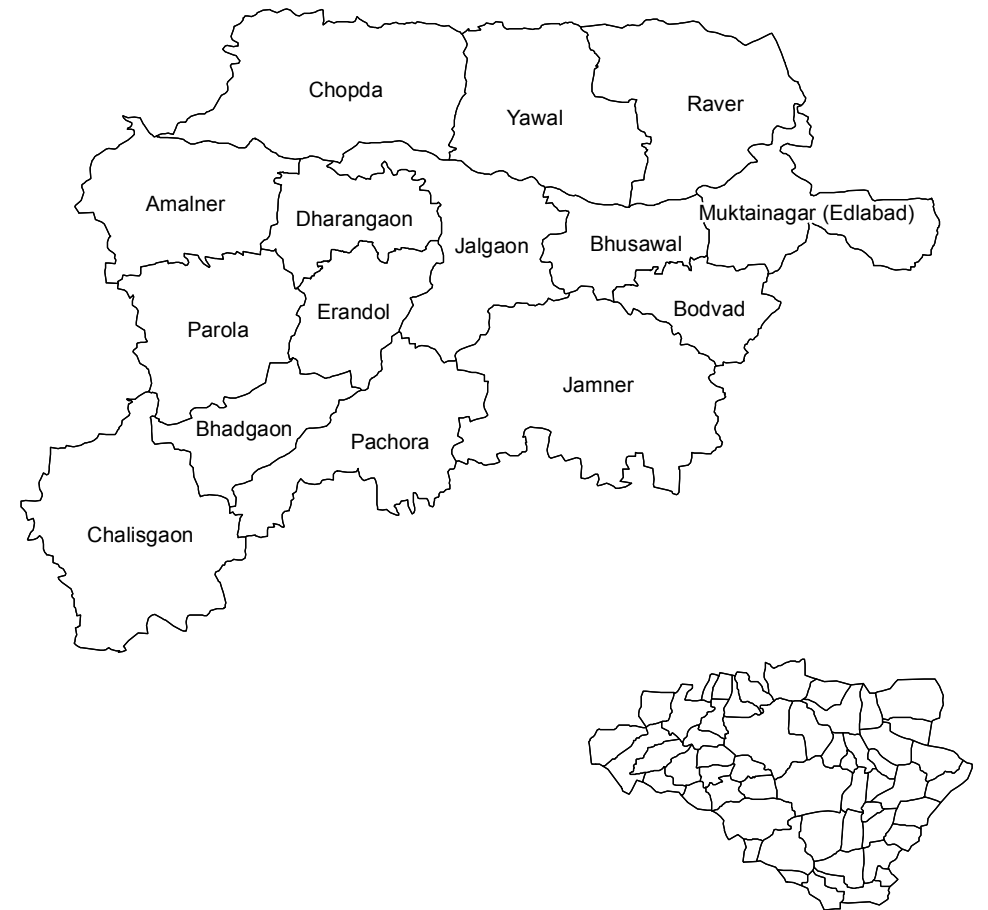 Chopda
Yawal
Raver
Amalner
Dharangaon
Jalgaon
Bhusawal
Muktainagar (Edlabad)
Parola
Erandol
Bodvad
Jamner
Bhadgaon
Pachora
Chalisgaon